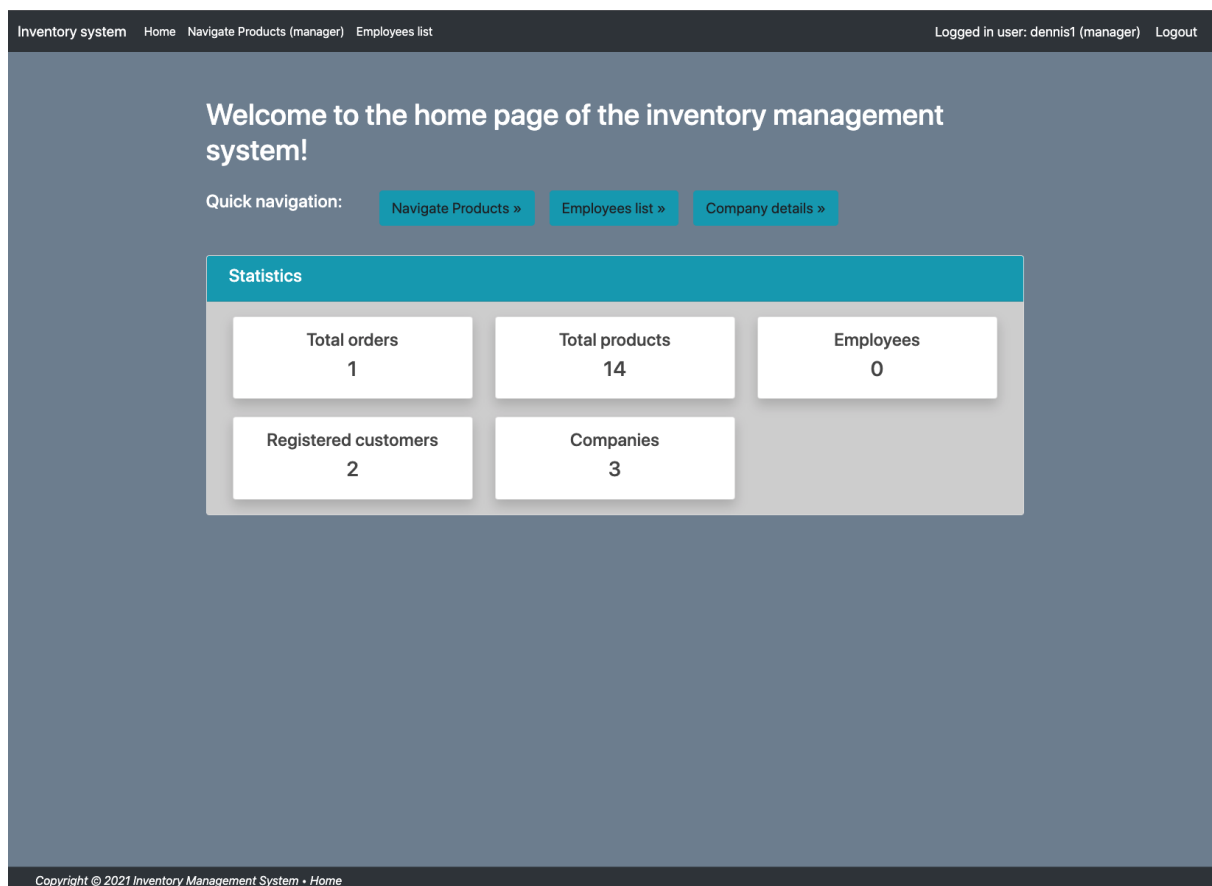 Inventory system Home Navigate Products (manager) Employees list Logged in user: dennis1 (manager) Logout
Welcome to the home page of the inventory management
system!
Quick navigation: Navigate Products » Employees list » Company details »
Statistics
Total orders Total products Employees
1 14 0
Registered customers Companies
2 3
Copyright © 2021 Inventory Management System • Home